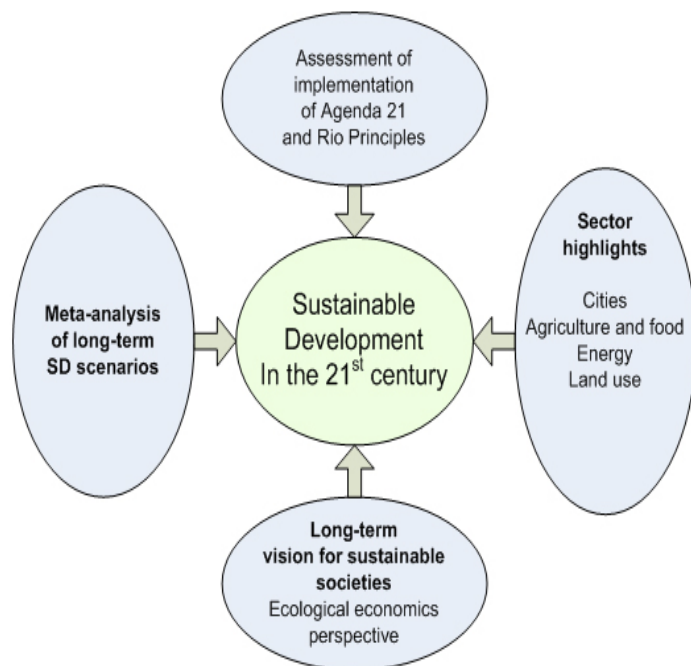 Assessment of
implementation
of Agenda 21
and Rio Principles
Meta-analysis
of long-term
SD scenarios
Sustainable
Development
In the 21st century
Sector
highlights
Cities
Agriculture and food
Energy
Land use
Long-term
vision for sustainable
societies
Ecological economics
perspective